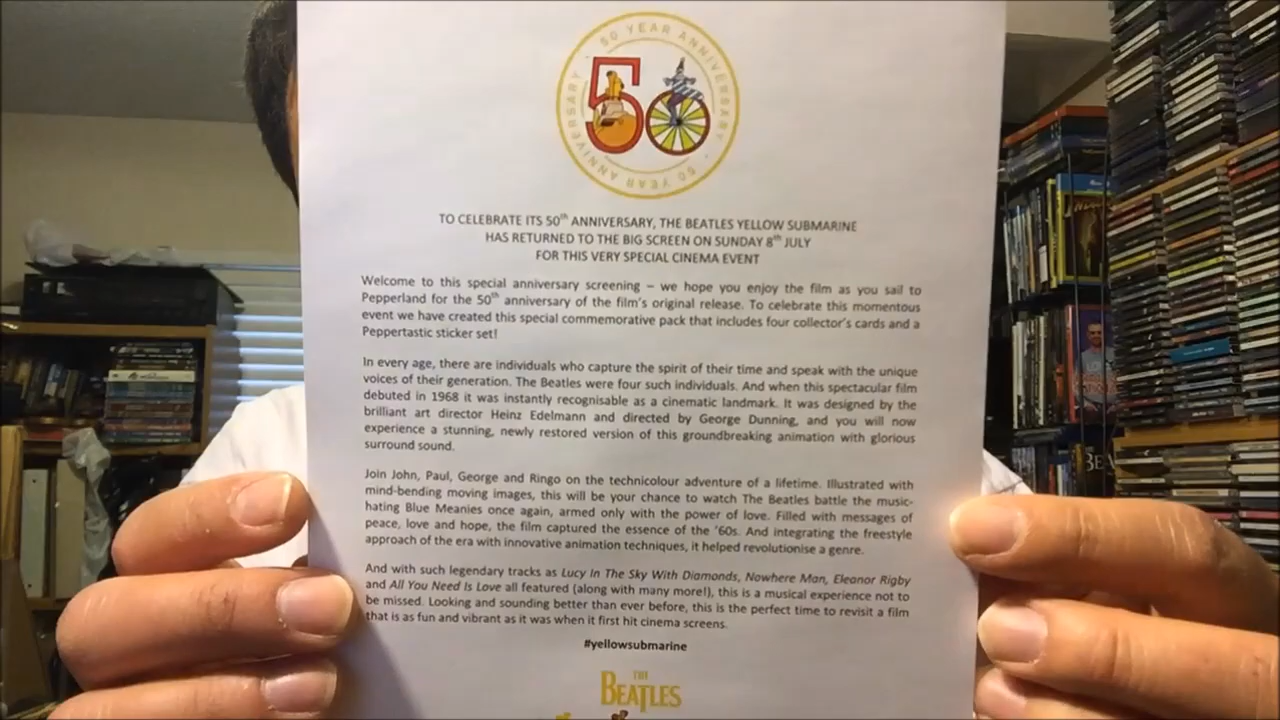 50 YEAR ANNIVERSARY · 50 YEAR ANNIVERSARY
50
TO CELEBRATE ITS 50th ANNIVERSARY, THE BEATLES YELLOW SUBMARINE
HAS RETURNED TO THE BIG SCREEN ON SUNDAY 8th JULY
FOR THIS VERY SPECIAL CINEMA EVENT
Welcome to this special anniversary screening – we hope you enjoy the film as you sail to
Pepperland for the 50th anniversary of the film's original release. To celebrate this momentous
event we have created this special commemorative pack that includes four collector's cards and a
Peppertastic sticker set!
In every age, there are individuals who capture the spirit of their time and speak with the unique
voices of their generation. The Beatles were four such individuals. And when this spectacular film
debuted in 1968 it was instantly recognisable as a cinematic landmark. It was designed by the
brilliant art director Heinz Edelmann and directed by George Dunning, and you will now
experience a stunning, newly restored version of this groundbreaking animation with glorious
surround sound.
Join John, Paul, George and Ringo on the technicolour adventure of a lifetime. Illustrated with
mind-bending moving images, this will be your chance to watch The Beatles battle the music-
hating Blue Meanies once again, armed only with the power of love. Filled with messages of
peace, love and hope, the film captured the essence of the '60s. And integrating the freestyle
approach of the era with innovative animation techniques, it helped revolutionise a genre.
And with such legendary tracks as Lucy In The Sky With Diamonds, Nowhere Man, Eleanor Rigby
and All You Need Is Love all featured (along with many more!), this is a musical experience not to
be missed. Looking and sounding better than ever before, this is the perfect time to revisit a film
that is as fun and vibrant as it was when it first hit cinema screens.
#yellowsubmarine
THE
BEATLES